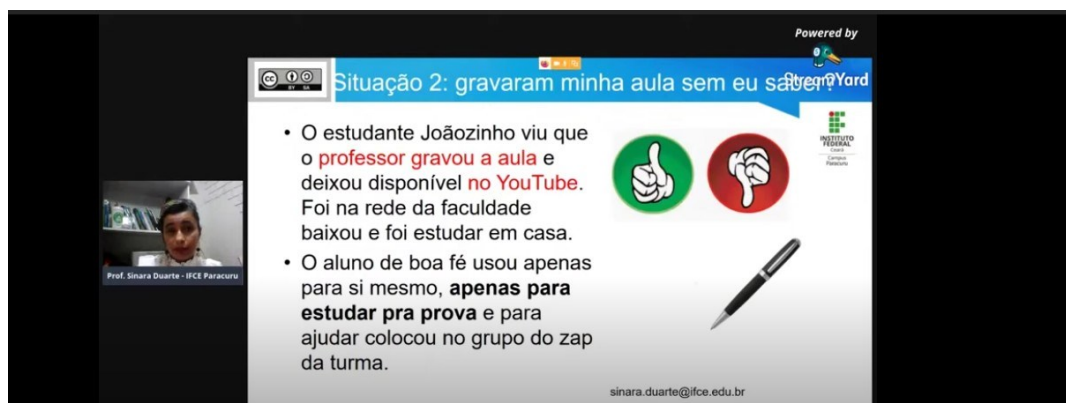 Powered by
StreamYard
BY SA
Situação 2: gravaram minha aula sem eu saber?
• O estudante Joãozinho viu que
o professor gravou a aula e
deixou disponível no YouTube.
Foi na rede da faculdade
baixou e foi estudar em casa.
• O aluno de boa fé usou apenas
para si mesmo, apenas para
estudar pra prova e para
ajudar colocou no grupo do zap
da turma.
INSTITUTO
FEDERAL
Ceará
Campus
Paracuru
Prof. Sinara Duarte - IFCE Paracuru
sinara.duarte@ifce.edu.br